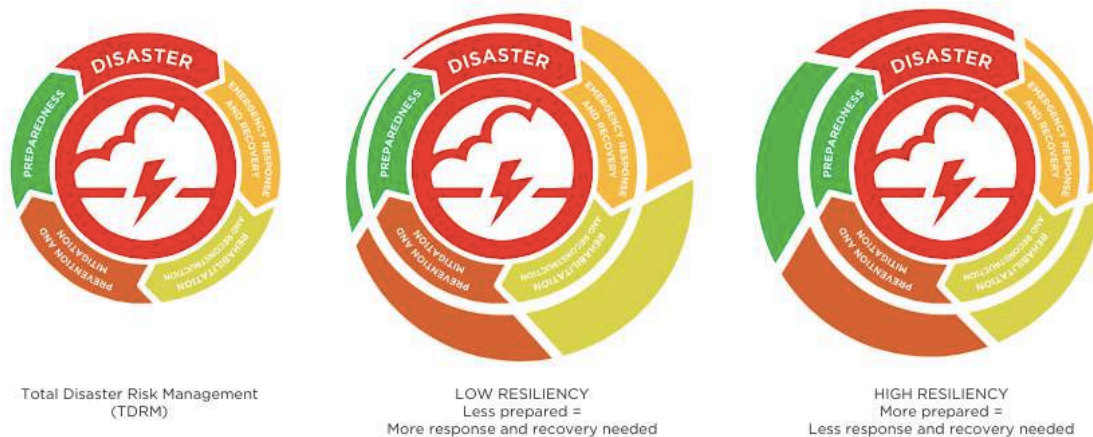 DISASTER
EMERGENCY RESPONSE
AND RECOVERY
REHABILITATION
AND RECONSTRUCTION
PREVENTION AND
MITIGATION
PREPAREDNESS
Total Disaster Risk Management
(TDRM)
DISASTER
EMERGENCY RESPONSE
AND RECOVERY
REHABILITATION
AND RECONSTRUCTION
PREVENTION AND
MITIGATION
PREPAREDNESS
LOW RESILIENCY
Less prepared =
More response and recovery needed
DISASTER
EMERGENCY RESPONSE
AND RECOVERY
REHABILITATION
AND RECONSTRUCTION
PREVENTION AND
MITIGATION
PREPAREDNESS
HIGH RESILIENCY
More prepared =
Less response and recovery needed